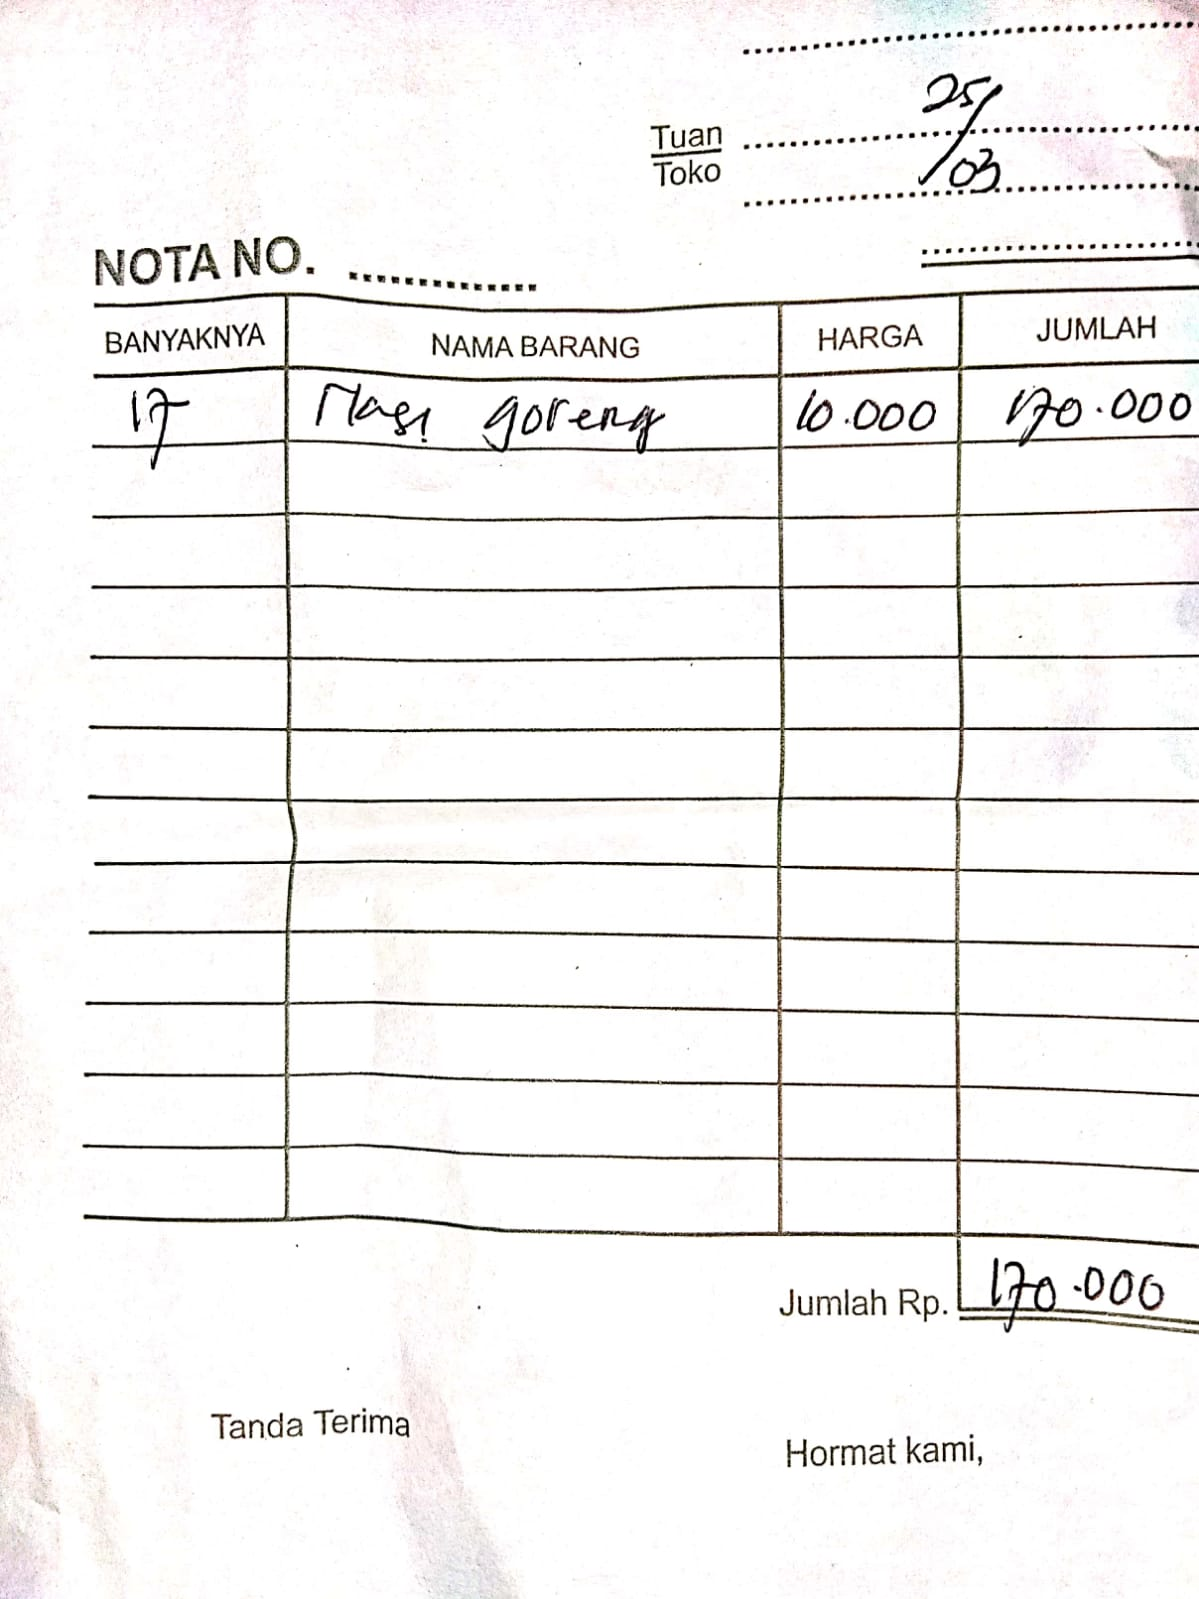 25/03
Tuan
Toko
NOTA NO.
BANYAKNYA NAMA BARANG HARGA JUMLAH
17 Nasi goreng 10.000 170.000
Jumlah Rp. 170.000
Tanda Terima
Hormat kami,